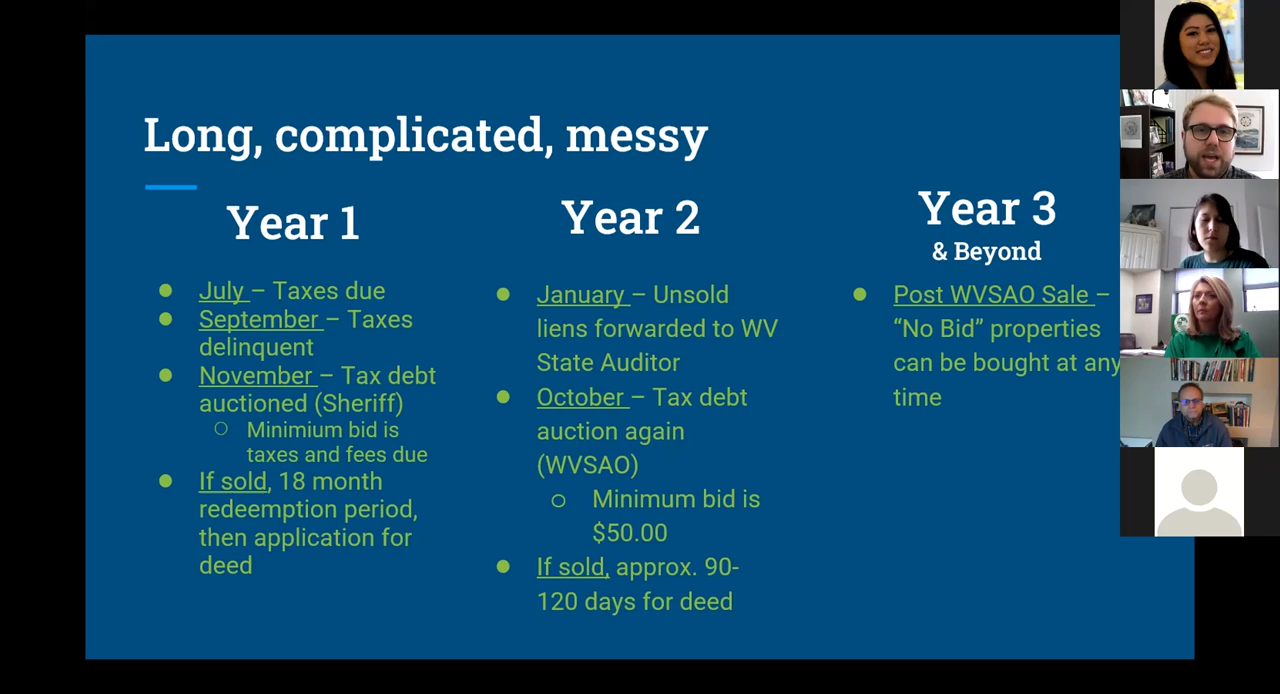 Long, complicated, messy
Year 1
July – Taxes due
September – Taxes
delinquent
November – Tax debt
auctioned (Sheriff)
Minimium bid is
taxes and fees due
If sold, 18 month
redeemption period,
then application for
deed
Year 2
January – Unsold
liens forwarded to WV
State Auditor
October – Tax debt
auction again
(WVSAO)
Minimum bid is
$50.00
If sold, approx. 90-
120 days for deed
Year 3
& Beyond
Post WVSAO Sale –
“No Bid” properties
can be bought at any
time